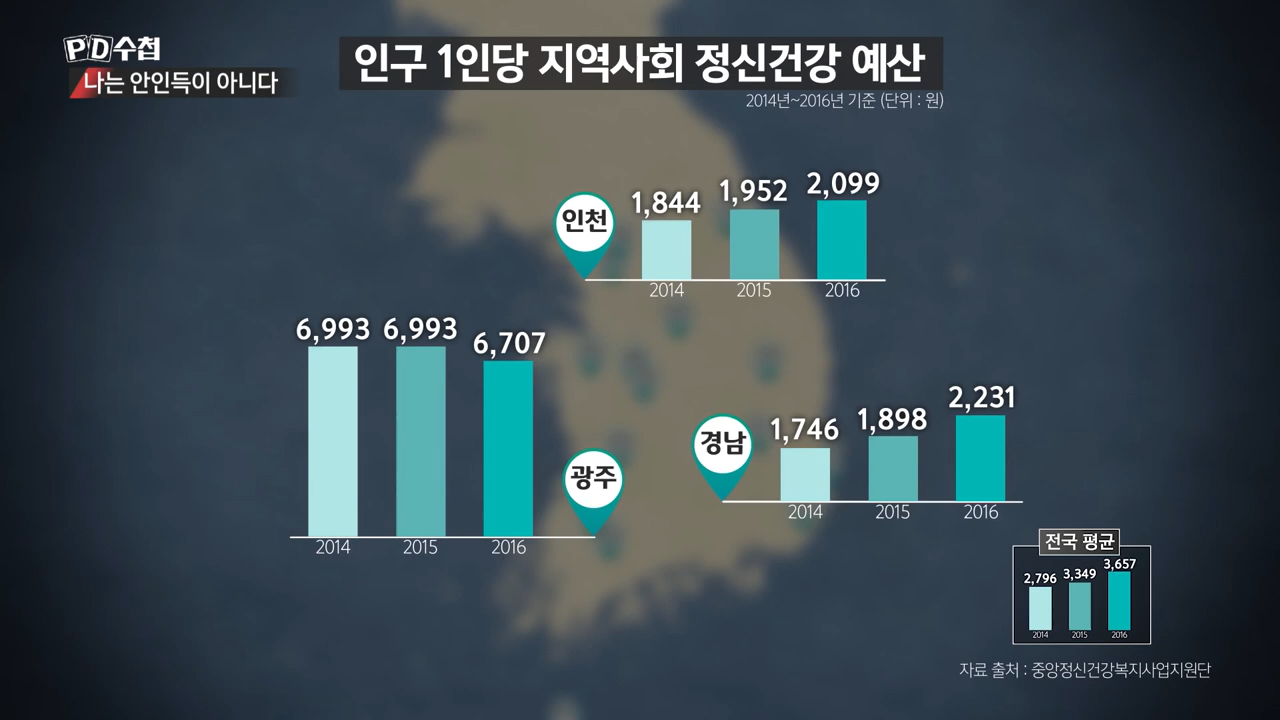 PD수첩
나는 안인득이 아니다
인구 1인당 지역사회 정신건강 예산
2014년~2016년 기준 (단위 : 원)
인천
1,844 1,952 2,099
2014 2015 2016
6,993 6,993 6,707
2014 2015 2016
광주
경남
1,746 1,898 2,231
2014 2015 2016
전국 평균
2,796 3,349 3,657
2014 2015 2016
자료 출처 : 중앙정신건강복지사업지원단